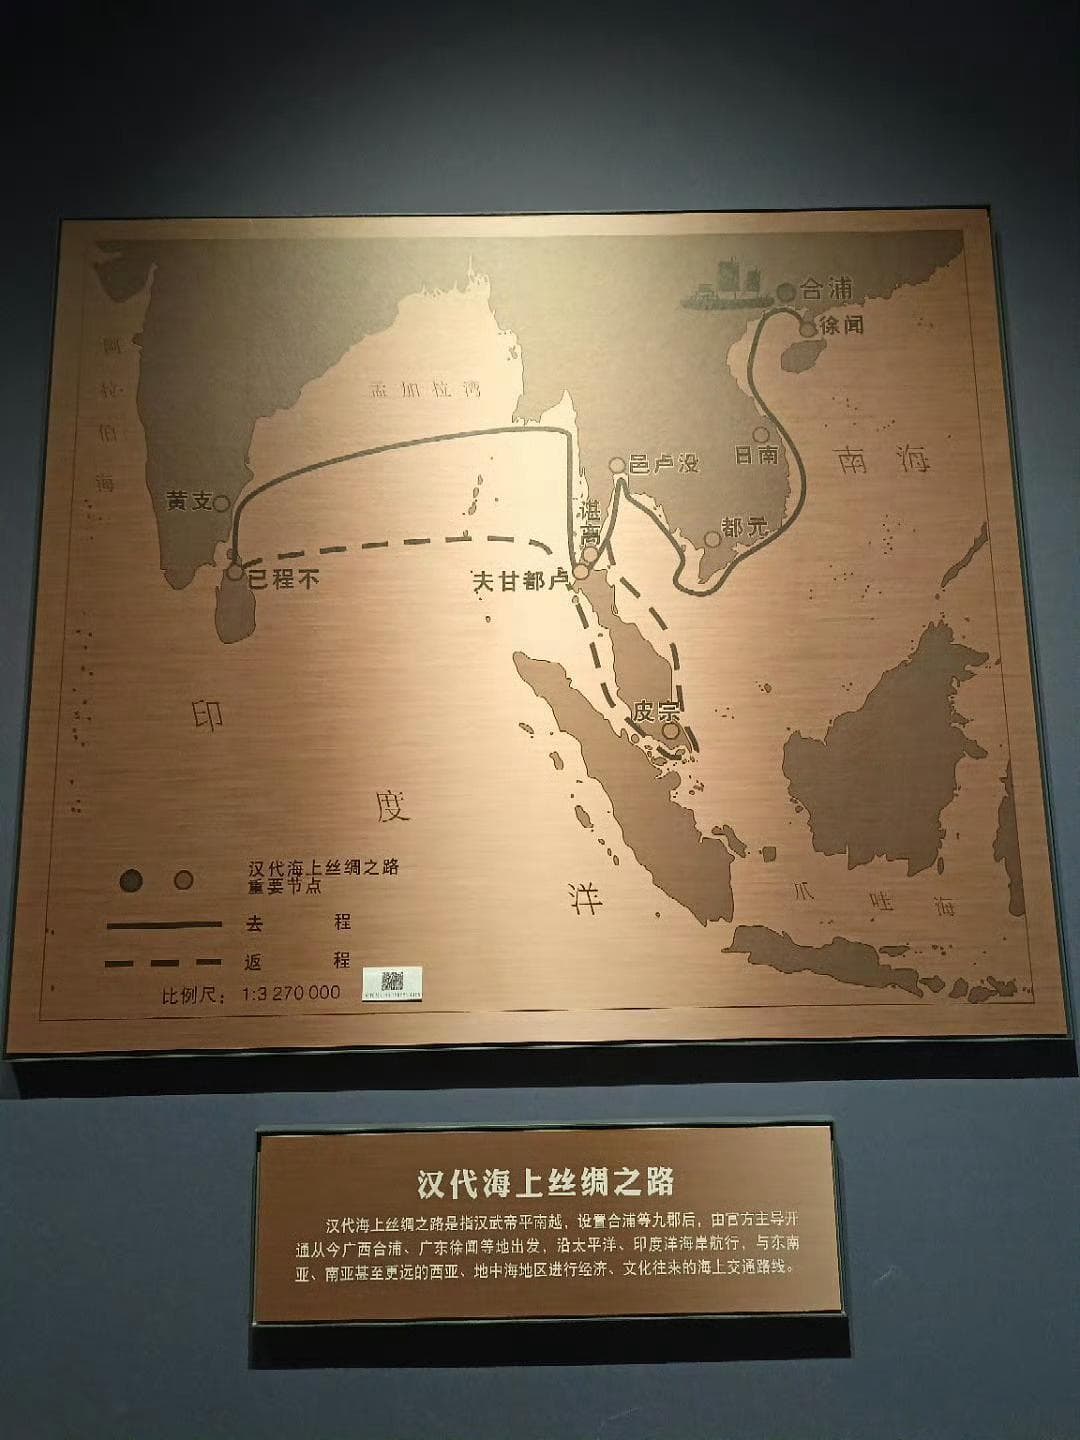 合浦
徐闻
阿拉伯海
孟加拉湾
南海
日南
邑卢没
黄支
谌离
都元
已程不
夫甘都卢
皮宗
印度洋
爪哇海
汉代海上丝绸之路
重要节点
去程
返程
比例尺：1:3 270 000
汉代海上丝绸之路
汉代海上丝绸之路是指汉武帝平南越，设置合浦等九郡后，由官方主导开
通从今广西合浦、广东徐闻等地出发，沿太平洋、印度洋海岸航行，与东南
亚、南亚甚至更远的西亚、地中海地区进行经济、文化往来的海上交通路线。